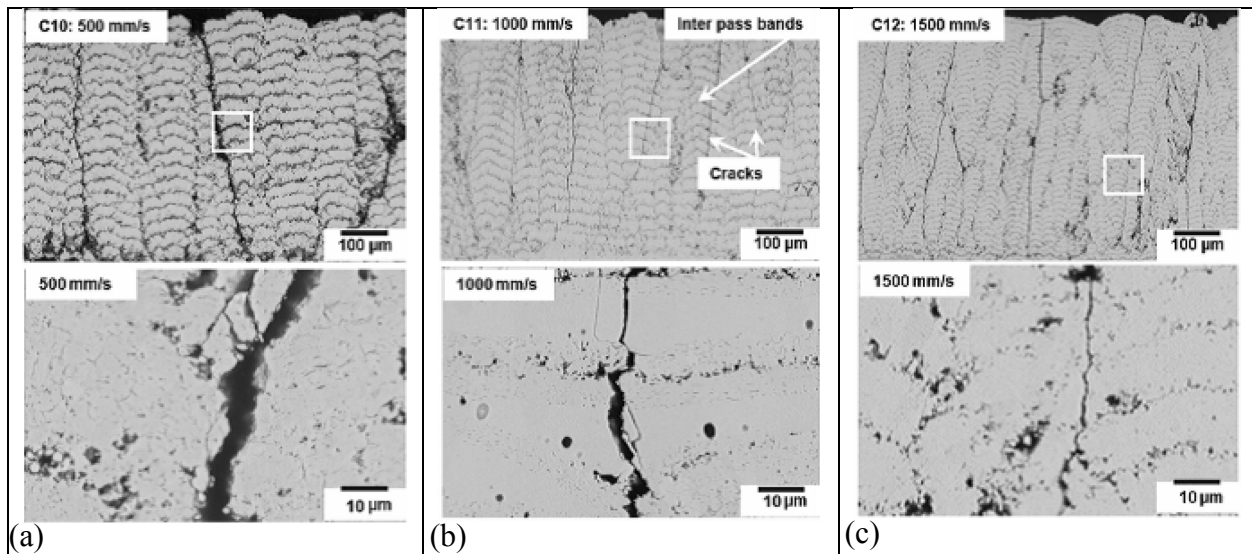 C10: 500 mm/s
100 µm
500 mm/s
10 µm
(a)
C11: 1000 mm/s
Inter pass bands
Cracks
100 µm
1000 mm/s
10 µm
(b)
C12: 1500 mm/s
100 µm
1500 mm/s
10 µm
(c)